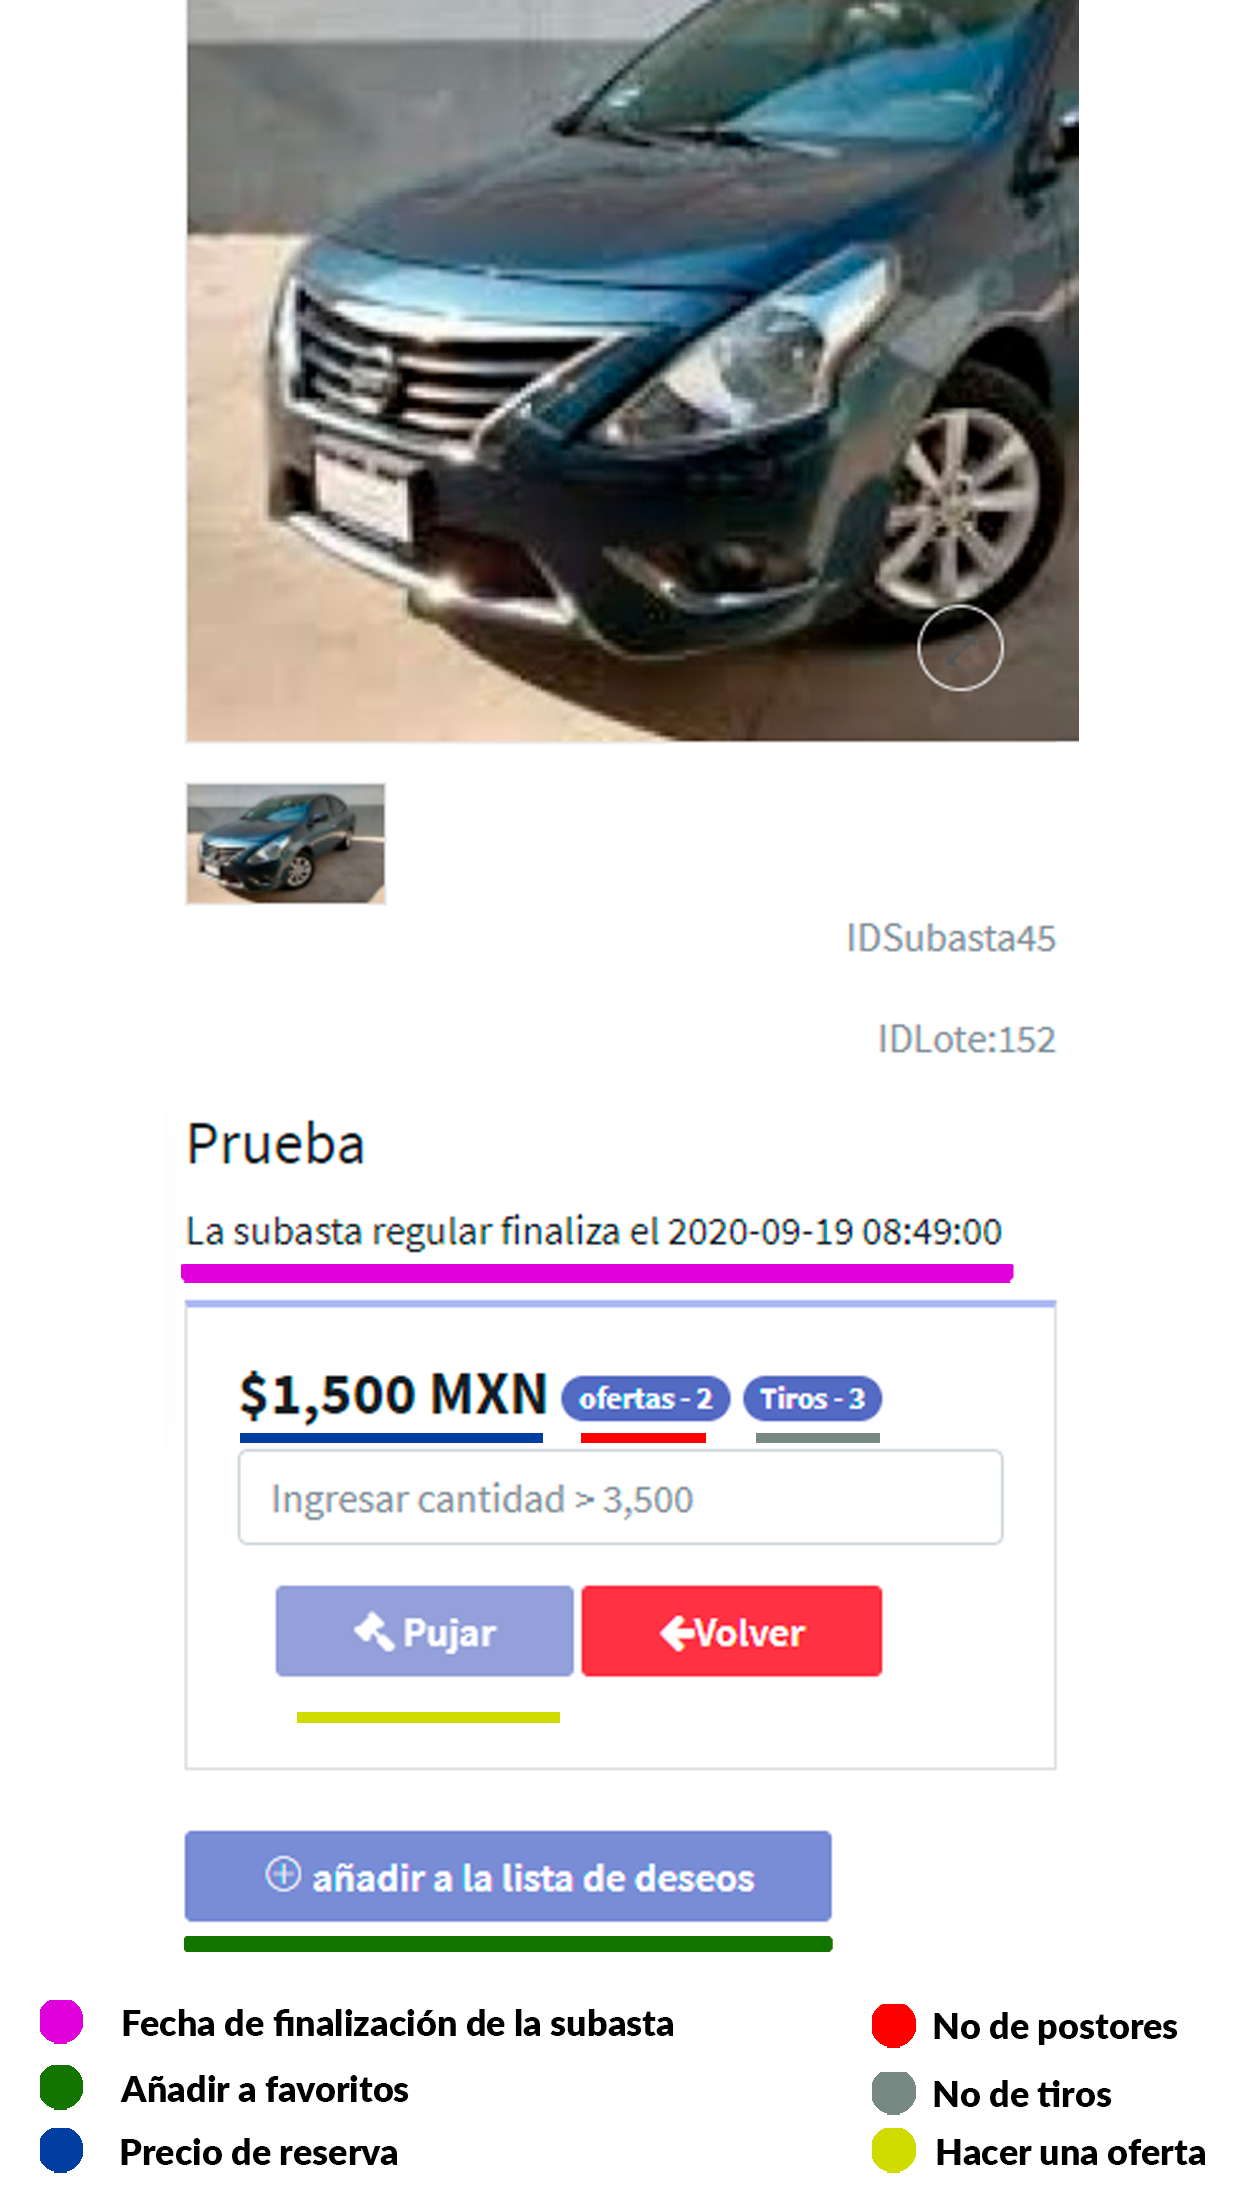 IDSubasta45
IDLote:152
Prueba
La subasta regular finaliza el 2020-09-19 08:49:00
$1,500 MXN ofertas - 2 Tiros - 3
Ingresar cantidad > 3,500
Pujar Volver
añadir a la lista de deseos
Fecha de finalización de la subasta No de postores
Añadir a favoritos No de tiros
Precio de reserva Hacer una oferta